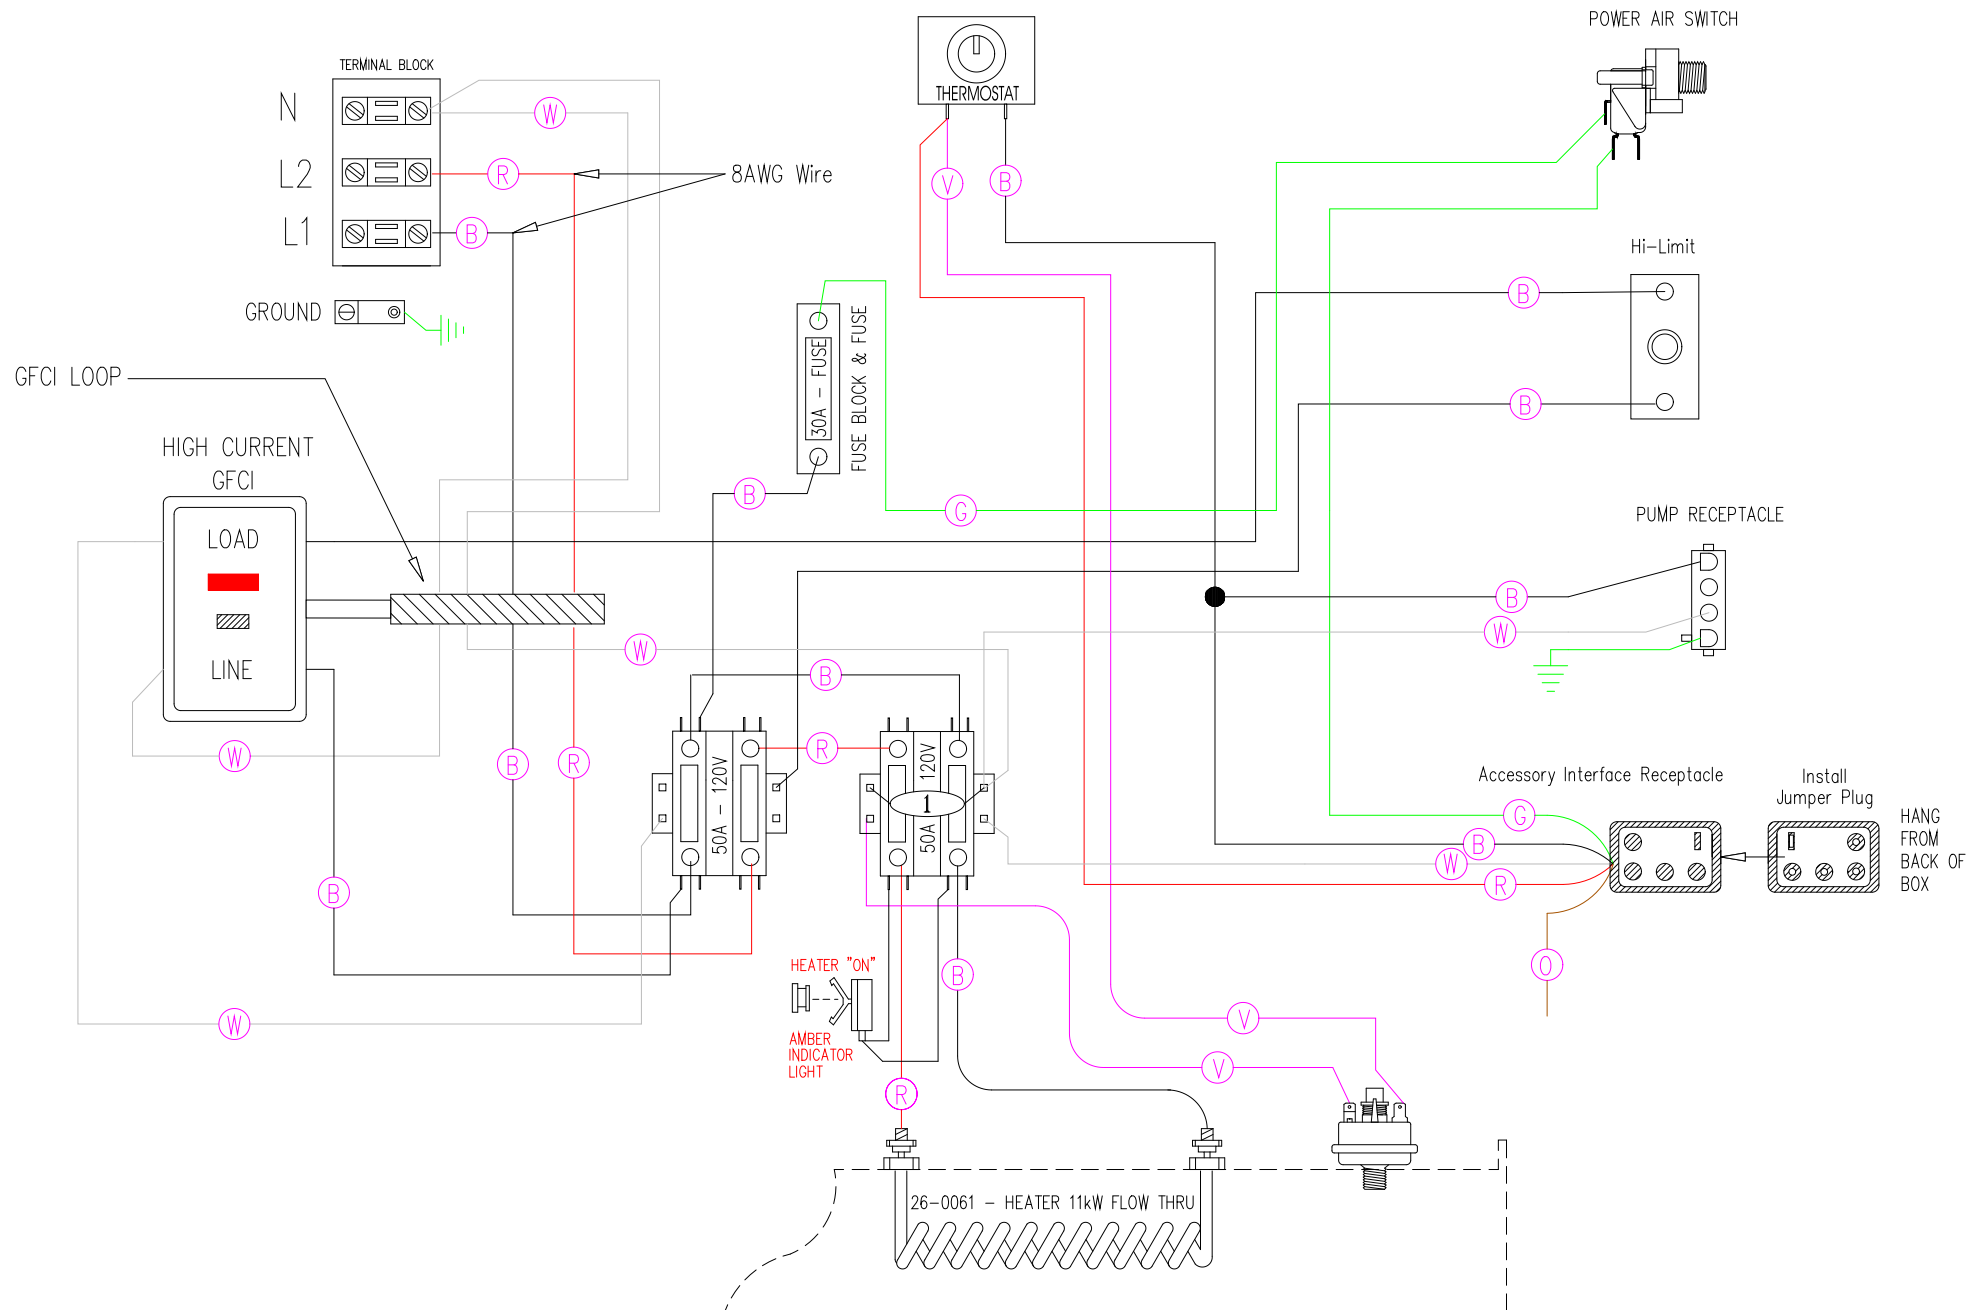 POWER AIR SWITCH
TERMINAL BLOCK
THERMOSTAT
N
W
L2
R
8AWG Wire
V
B
L1
B
Hi-Limit
B
GROUND
30A - FUSE
FUSE BLOCK & FUSE
GFCI LOOP
B
HIGH CURRENT
GFCI
B
G
PUMP RECEPTACLE
LOAD
B
W
W
LINE
B
W
B
R
R
50A - 120V
50A 120V
1
Accessory Interface Receptacle
Install
Jumper Plug
G
HANG
FROM
BACK OF
BOX
B
W
R
B
HEATER "ON"
B
O
W
V
AMBER
INDICATOR
LIGHT
V
R
26-0061 - HEATER 11kW FLOW THRU